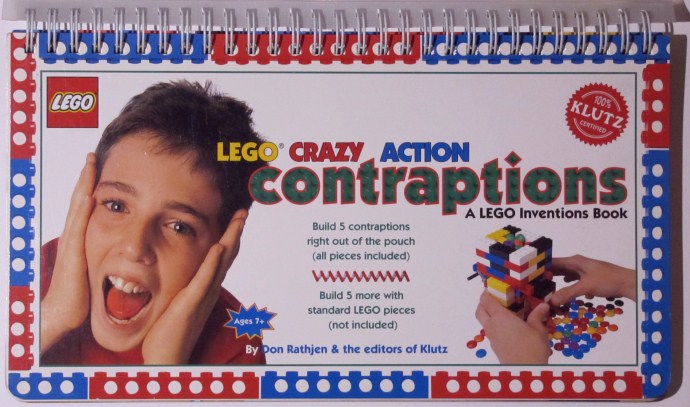 LEGO
100%
KLUTZ
CERTIFIED
LEGO® CRAZY ACTION
contraptions
A LEGO Inventions Book
Build 5 contraptions
right out of the pouch
(all pieces included)
Build 5 more with
standard LEGO pieces
(not included)
Ages 7+
By Don Rathjen & the editors of Klutz